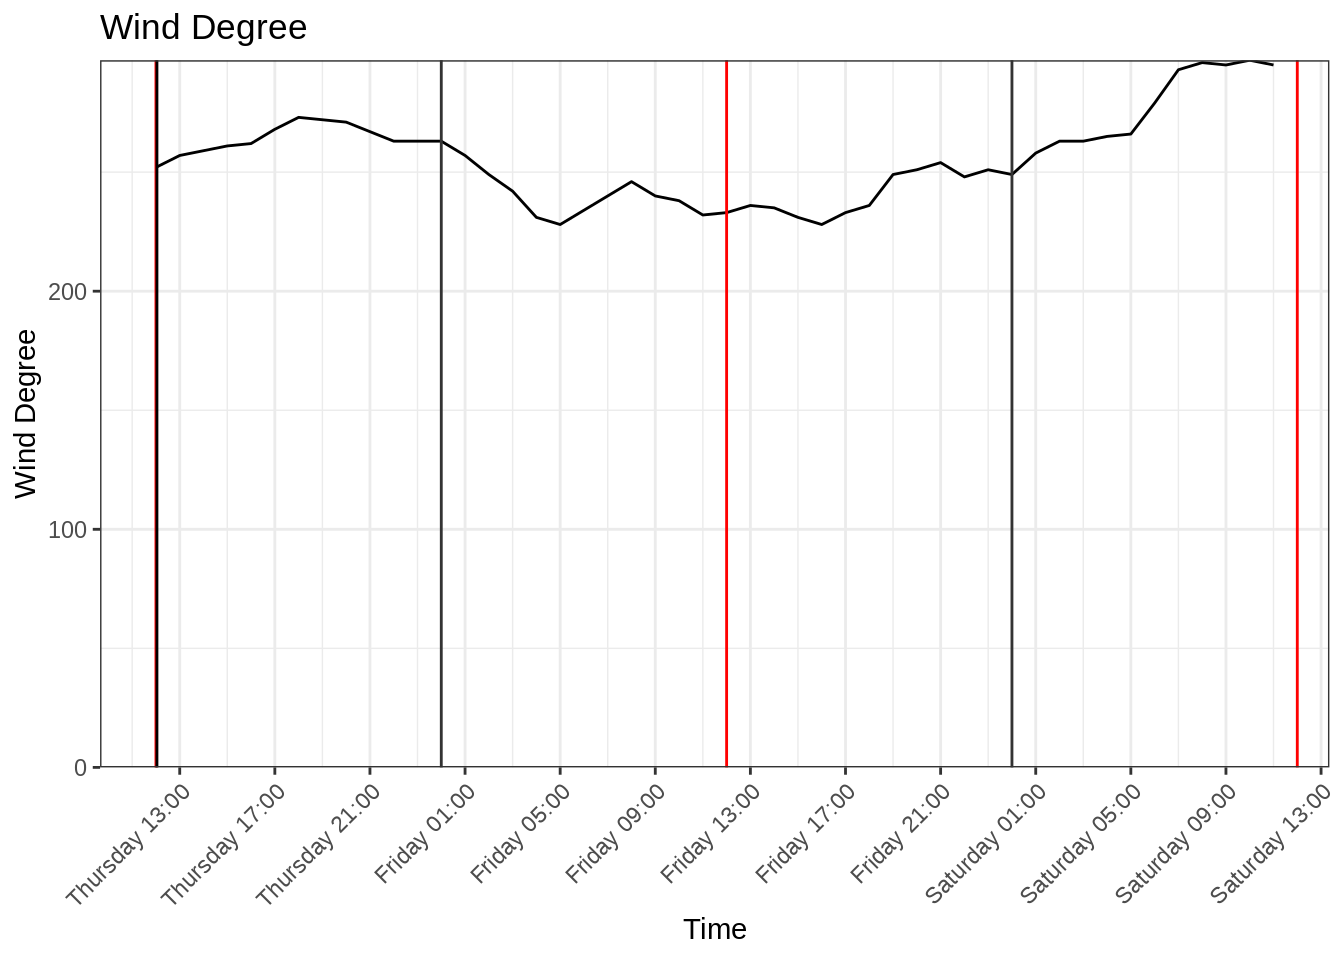 Wind Degree
Wind Degree
200
100
0
Thursday 13:00
Thursday 17:00
Thursday 21:00
Friday 01:00
Friday 05:00
Friday 09:00
Friday 13:00
Friday 17:00
Friday 21:00
Saturday 01:00
Saturday 05:00
Saturday 09:00
Saturday 13:00
Time